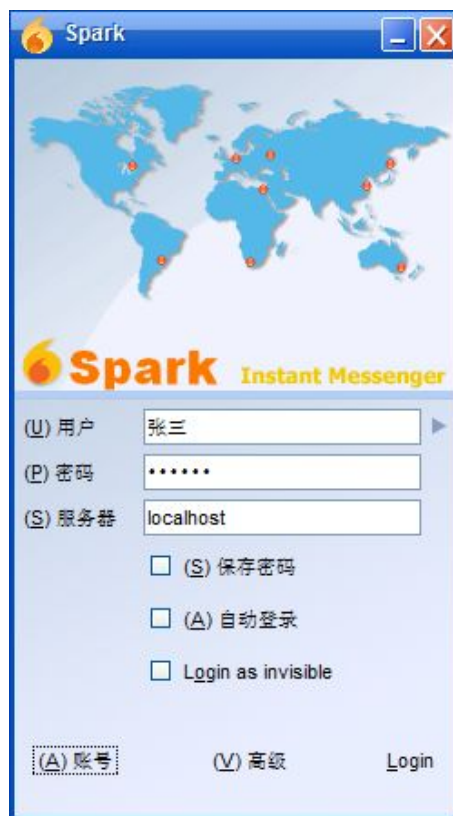 Spark
Spark Instant Messenger
(U) 用户 张三
(P) 密码 ••••••
(S) 服务器 localhost
(S) 保存密码
(A) 自动登录
Login as invisible
(A) 账号 (V) 高级 Login